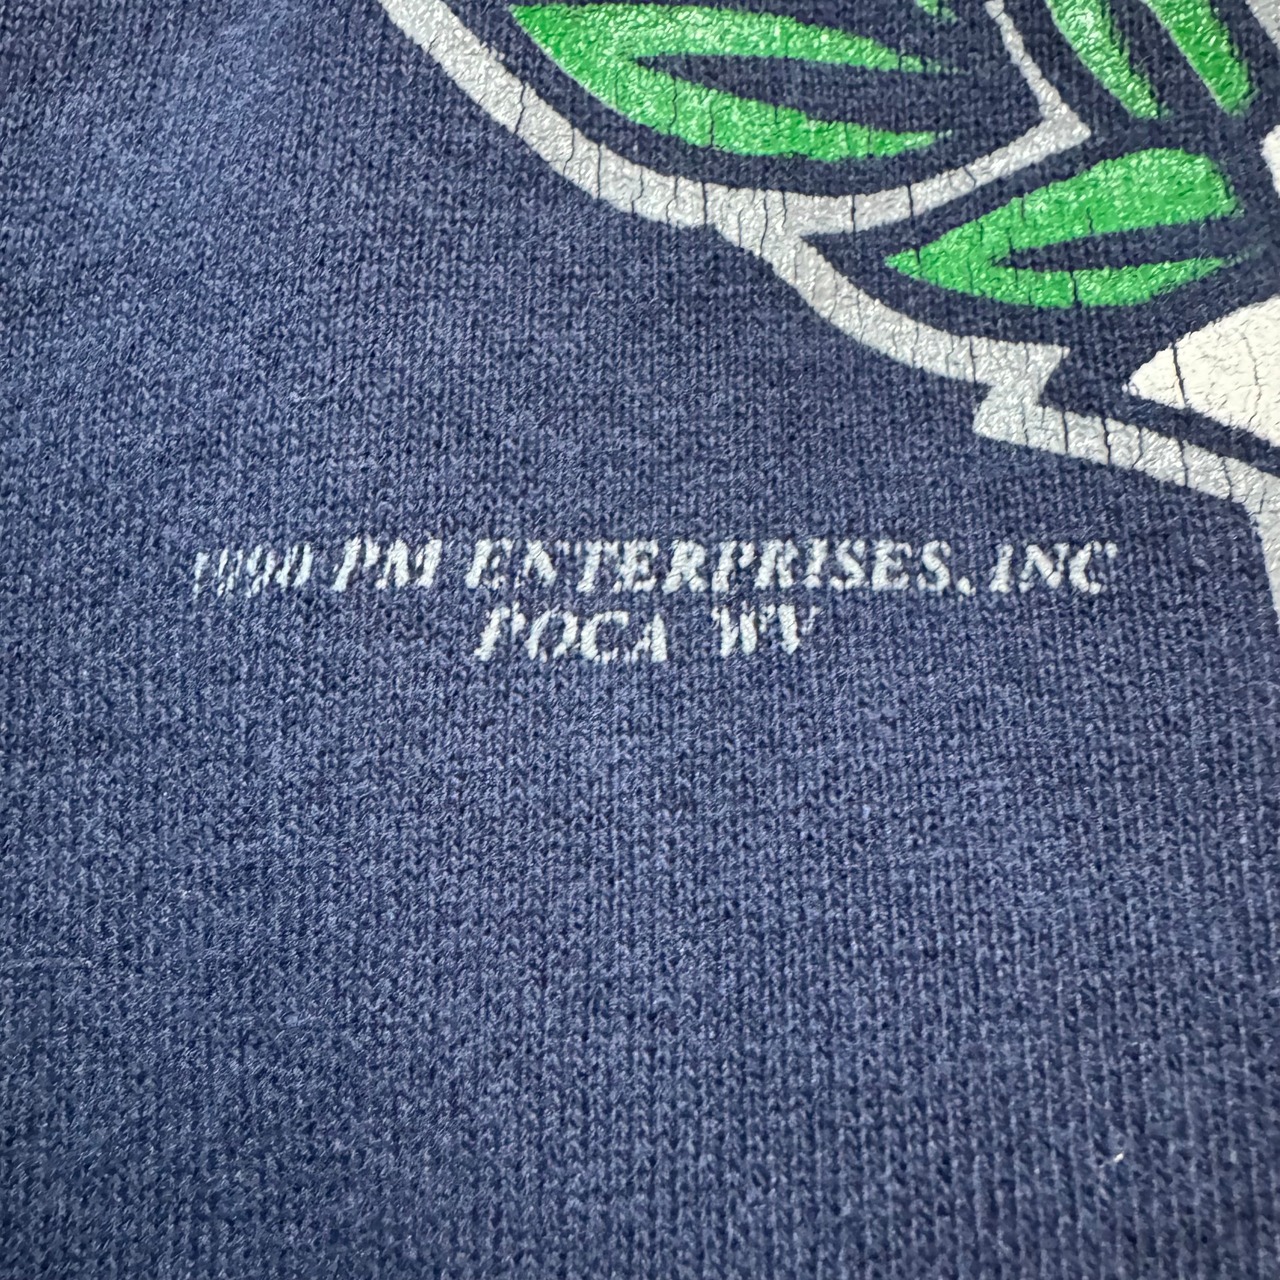 1990 PM ENTERPRISES, INC
POCA WV